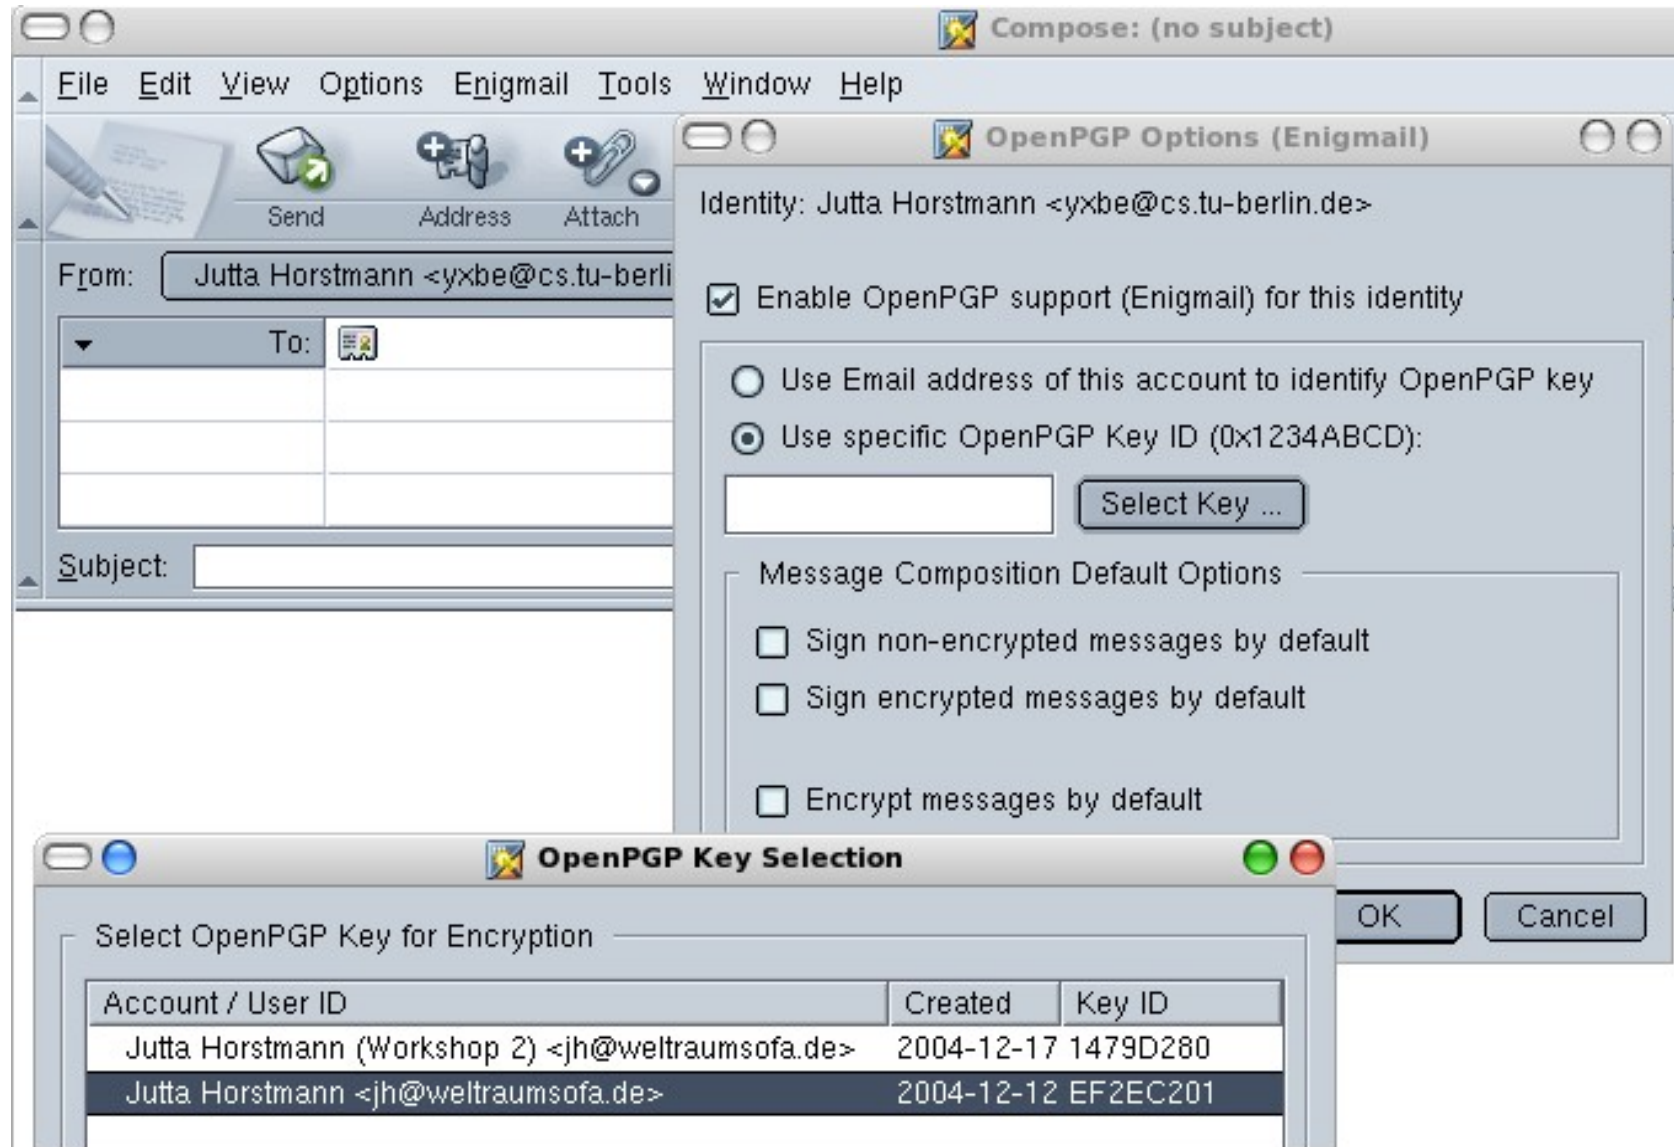 Compose: (no subject)
File Edit View Options Enigmail Tools Window Help
Send Address Attach
From: Jutta Horstmann <yxbe@cs.tu-berli
To:
Subject:
OpenPGP Options (Enigmail)
Identity: Jutta Horstmann <yxbe@cs.tu-berlin.de>
Enable OpenPGP support (Enigmail) for this identity
Use Email address of this account to identify OpenPGP key
Use specific OpenPGP Key ID (0x1234ABCD):
Select Key ...
Message Composition Default Options
Sign non-encrypted messages by default
Sign encrypted messages by default
Encrypt messages by default
OK Cancel
OpenPGP Key Selection
Select OpenPGP Key for Encryption
Account / User ID Created Key ID
Jutta Horstmann (Workshop 2) <jh@weltraumsofa.de> 2004-12-17 1479D280
Jutta Horstmann <jh@weltraumsofa.de> 2004-12-12 EF2EC201